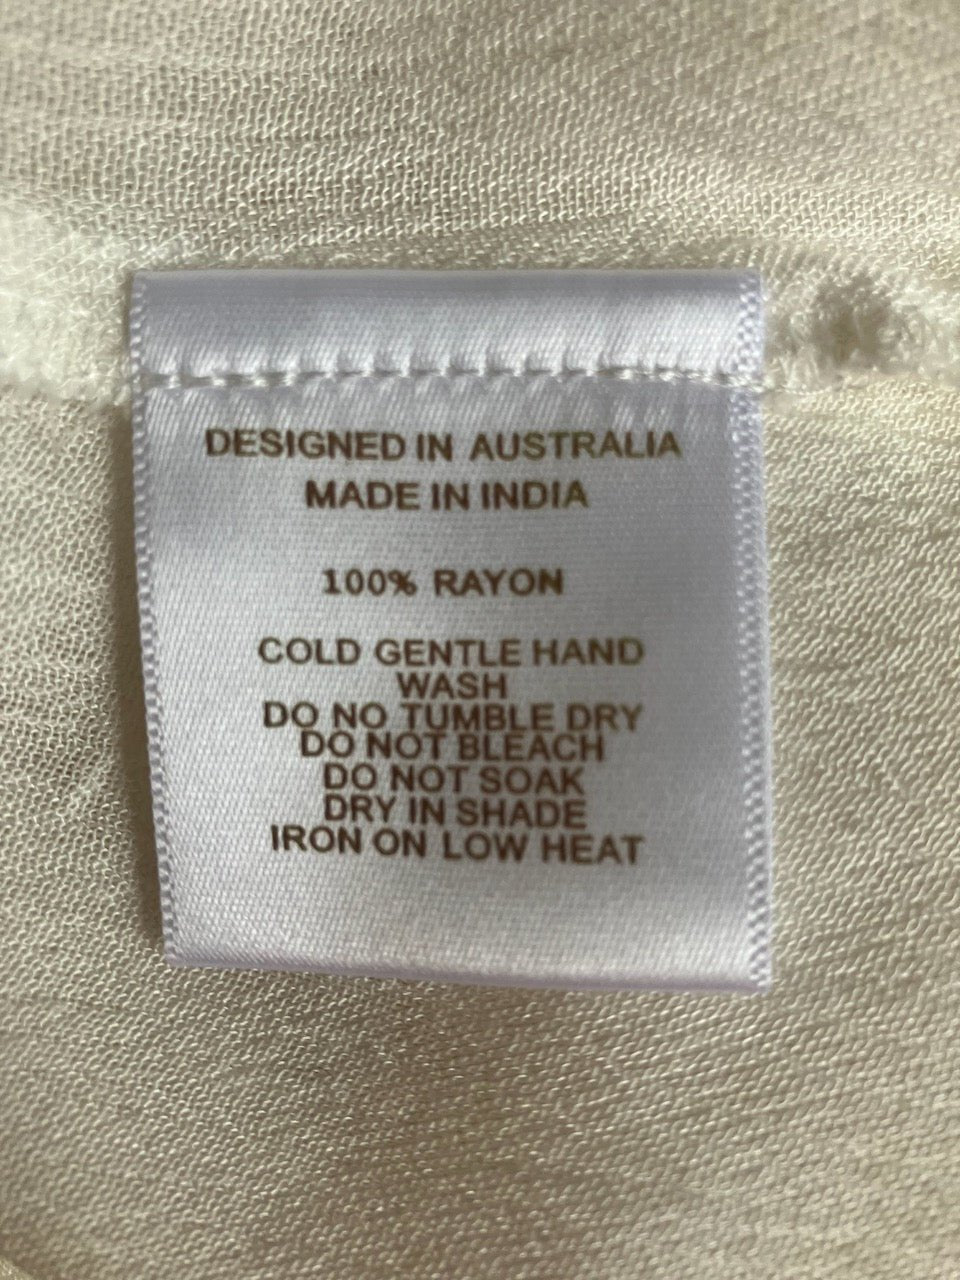 DESIGNED IN AUSTRALIA
MADE IN INDIA
100% RAYON
COLD GENTLE HAND
WASH
DO NO TUMBLE DRY
DO NOT BLEACH
DO NOT SOAK
DRY IN SHADE
IRON ON LOW HEAT